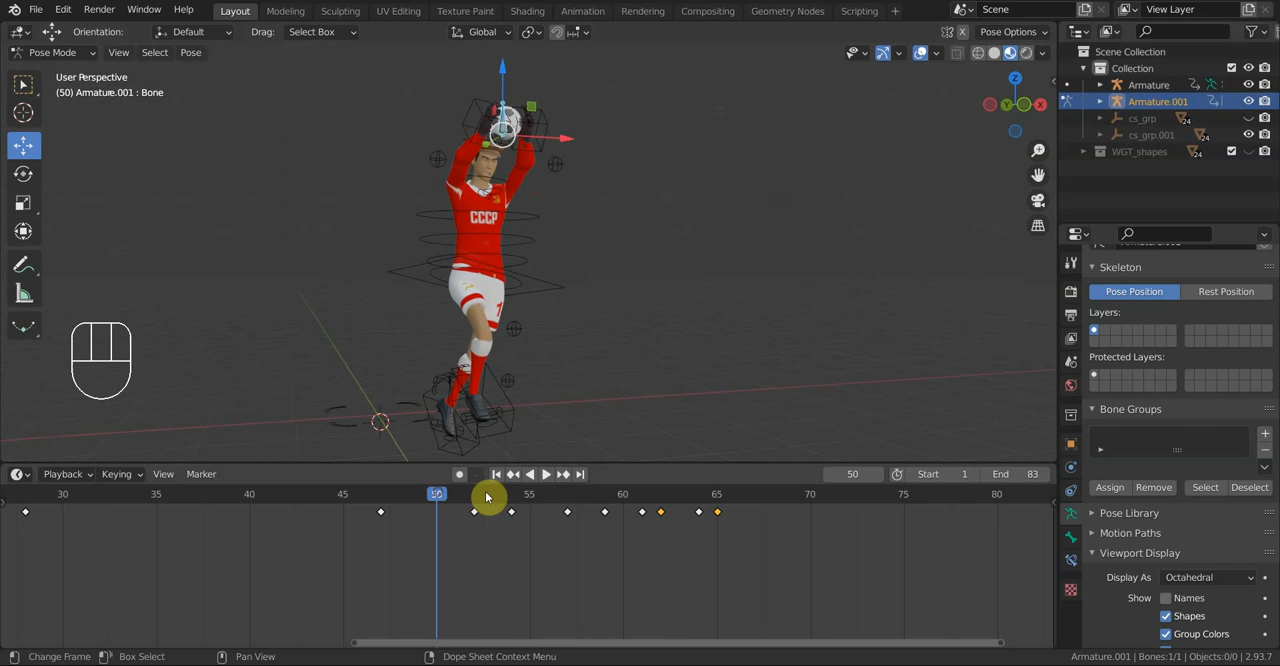 File Edit Render Window Help Layout Modeling Sculpting UV Editing Texture Paint Shading Animation Rendering Compositing Geometry Nodes Scripting + Scene View Layer
Orientation: Default Drag: Select Box Global X Pose Options
Pose Mode View Select Pose
User Perspective
(50) Armature.001 : Bone
Z
Y X
CCCP
1
Scene Collection
Collection
Armature
Armature.001
cs_grp 24
cs_grp.001 24
WGT_shapes 24
Skeleton
Pose Position Rest Position
Layers:
Protected Layers:
Bone Groups
Assign Remove Select Deselect
Pose Library
Motion Paths
Viewport Display
Display As Octahedral
Show Names
Shapes
Group Colors
Playback Keying View Marker 50 Start 1 End 83
30 35 40 45 50 55 60 65 70 75 80
Change Frame Box Select Pan View Dope Sheet Context Menu Armature.001 | Bones:1/1 | Objects:0/0 | 2.93.7